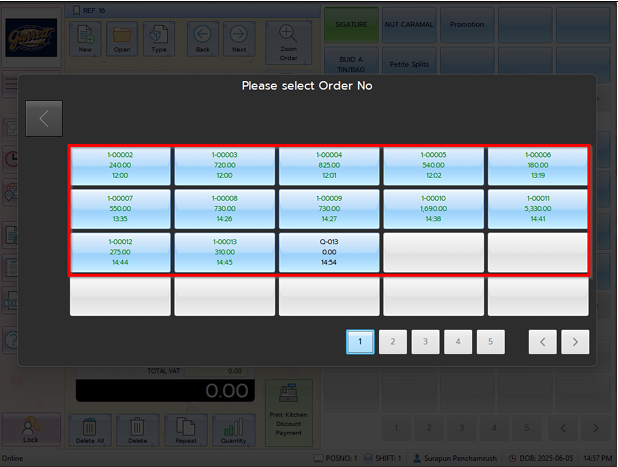 REF: 16
New
Open
Type
Back
Next
Zoom
Order
SIGATURE
NUT CARAMAL
Promotion
BUID A
TIN/BAG
Petite Splits
Garrett
Please select Order No
1-00002
240.00
12:00
1-00003
720.00
12:00
1-00004
825.00
12:01
1-00005
540.00
12:02
1-00006
180.00
13:19
1-00007
550.00
13:35
1-00008
730.00
14:26
1-00009
730.00
14:27
1-00010
1,690.00
14:38
1-00011
5,330.00
14:41
1-00012
275.00
14:44
1-00013
310.00
14:45
Q-013
0.00
14:54
1 2 3 4 5
TOTAL VAT 0.00
0.00
Print Kitchen
Discount
Payment
Lock
Delete All
Delete
Repeat
Quantity
1 2 3 4 5
Online
POSNO: 1
SHIFT: 1
Surapun Penchamrush
DOB: 2025-06-05
14:57 PM